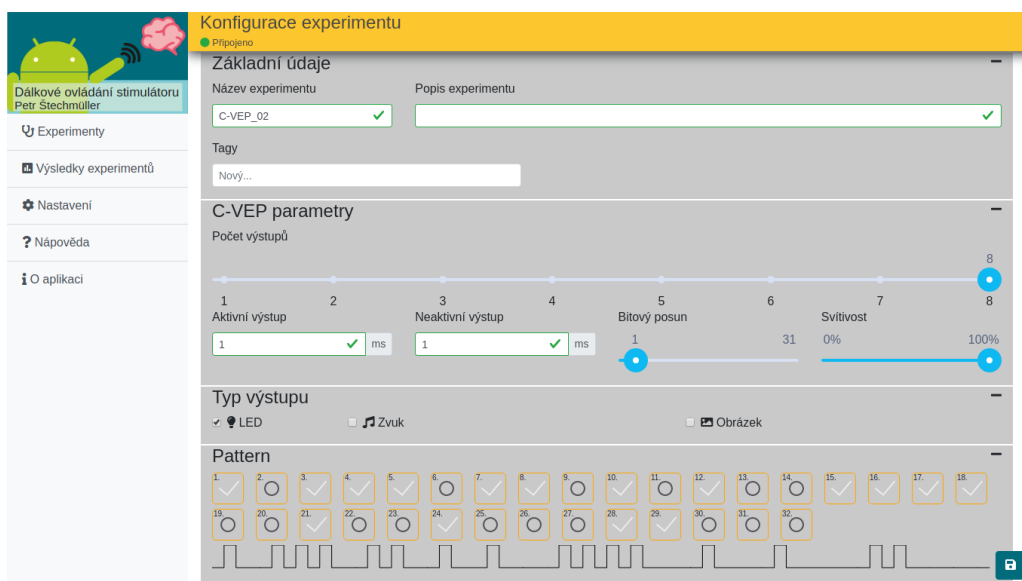 Konfigurace experimentu
Připojeno
Dálkové ovládání stimulátoru
Petr Štechmüller
Experimenty
Výsledky experimentů
Nastavení
Nápověda
O aplikaci
Základní údaje
Název experimentu Popis experimentu
C-VEP_02
Tagy
Nový...
C-VEP parametry
Počet výstupů
8
1 2 3 4 5 6 7 8
Aktivní výstup Neaktivní výstup Bitový posun Svítivost
1 ms 1 ms 1 31 0% 100%
Typ výstupu
LED Zvuk Obrázek
Pattern
1. 2. 3. 4. 5. 6. 7. 8. 9. 10. 11. 12. 13. 14. 15. 16. 17. 18.
19. 20. 21. 22. 23. 24. 25. 26. 27. 28. 29. 30. 31. 32.